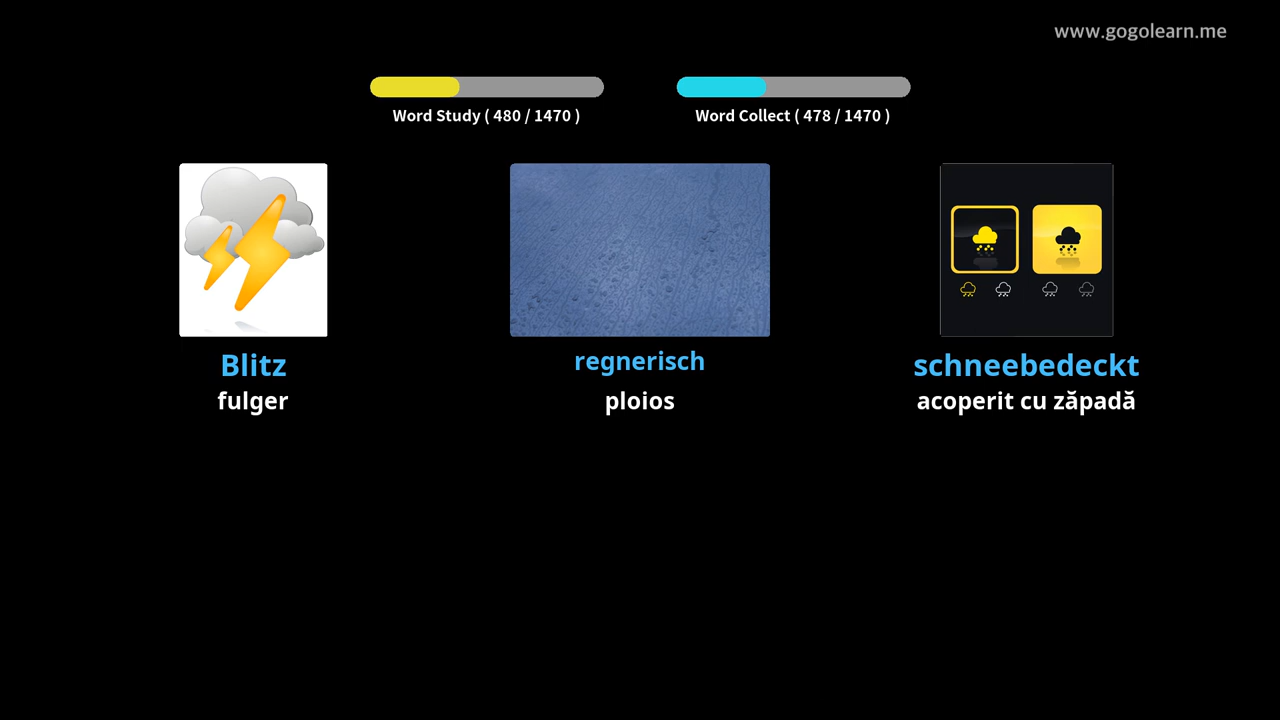 www.gogolearn.me
Word Study ( 480 / 1470 )
Word Collect ( 478 / 1470 )
Blitz
fulger
regnerisch
ploios
schneebedeckt
acoperit cu zăpadă